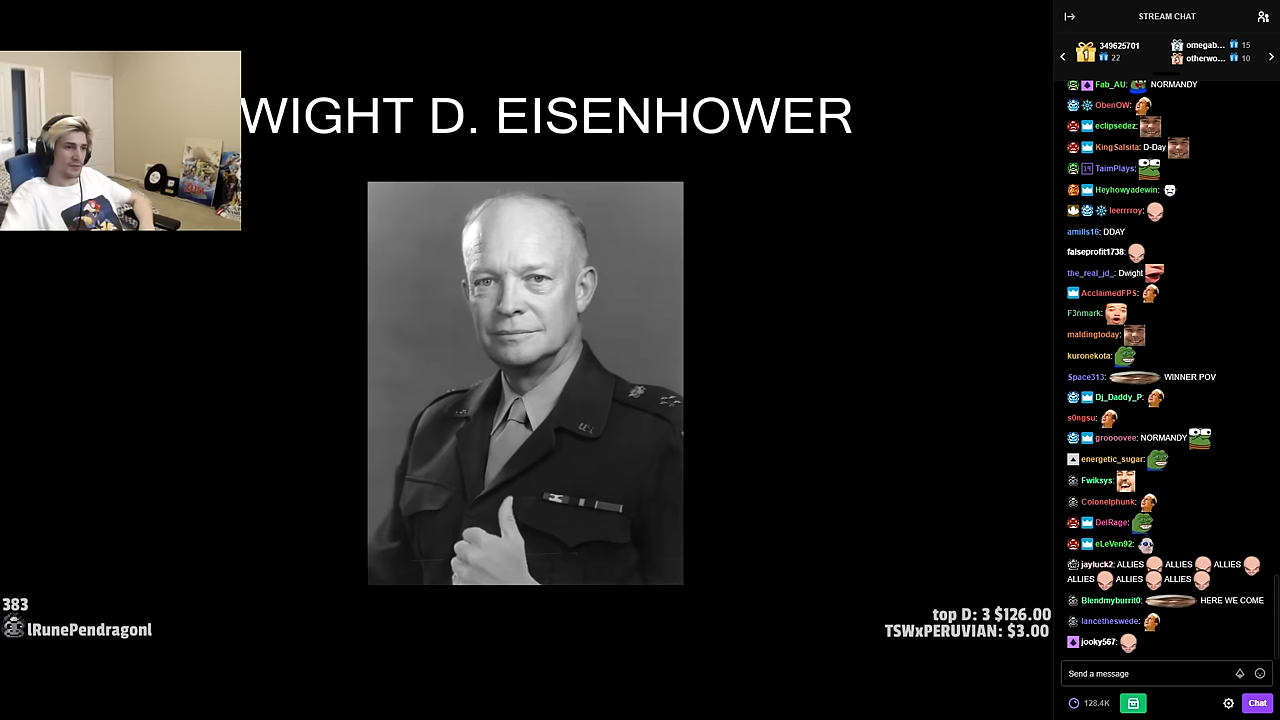 STREAM CHAT
349625701
22
omegab... 15
otherwo... 10
WIGHT D. EISENHOWER
Fab_AU: NORMANDY
ObenOW:
eclipsedez:
KingSalsita: D-Day
TaimPlays:
Heyhowyadewin:
leerrrroy:
amills16: DDAY
falseprofit1738:
the_real_jd_: Dwight
AcclaimedFPS:
F3nmark:
maldingtoday:
kuronekota:
Space313: WINNER POV
Dj_Daddy_P:
s0ngsu:
groooovee: NORMANDY
energetic_sugar:
Fwiksys:
Colonelphunk:
DelRage:
eLeVen92:
jayluck2: ALLIES ALLIES ALLIES
ALLIES ALLIES ALLIES
Blendmyburrit0: HERE WE COME
lancetheswede:
jooky567:
383
lRunePendragonl
top D: 3 $126.00
TSWxPERUVIAN: $3.00
Send a message
128.4K
Chat